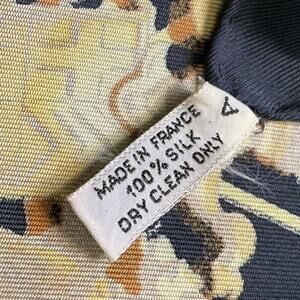 MADE IN FRANCE
100% SILK
DRY CLEAN ONLY
A